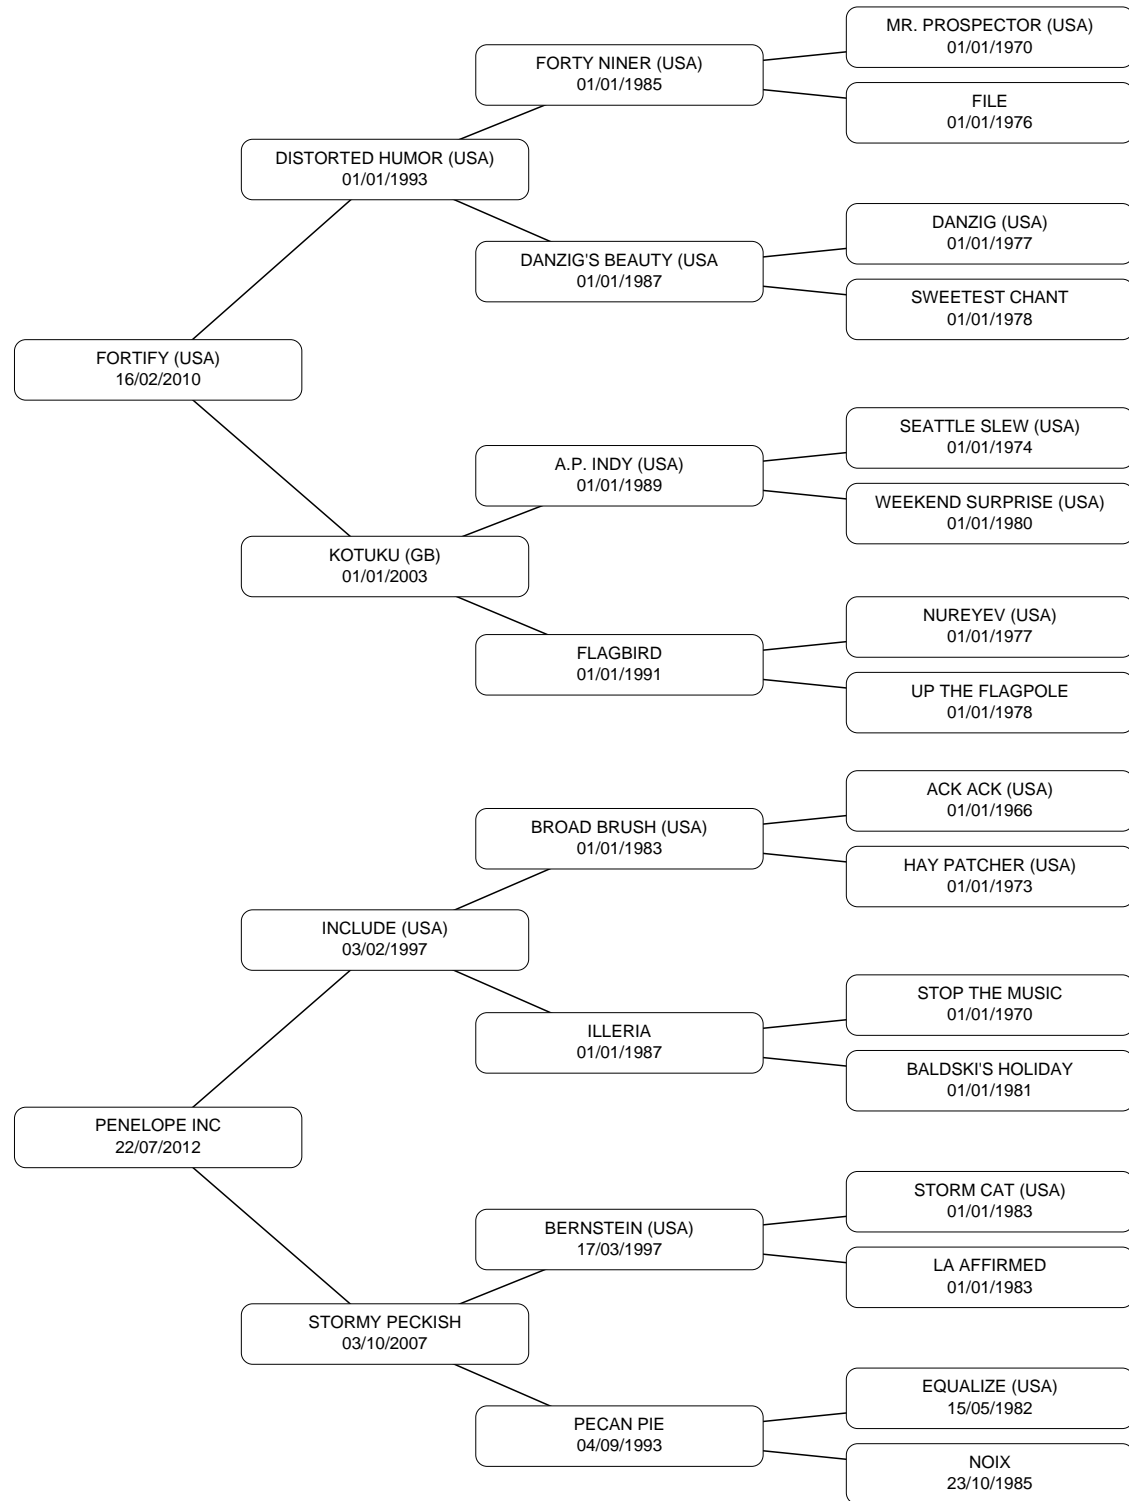 MR. PROSPECTOR (USA)
01/01/1970
FORTY NINER (USA)
01/01/1985
FILE
01/01/1976
DISTORTED HUMOR (USA)
01/01/1993
DANZIG (USA)
01/01/1977
DANZIG'S BEAUTY (USA
01/01/1987
SWEETEST CHANT
01/01/1978
FORTIFY (USA)
16/02/2010
SEATTLE SLEW (USA)
01/01/1974
A.P. INDY (USA)
01/01/1989
WEEKEND SURPRISE (USA)
01/01/1980
KOTUKU (GB)
01/01/2003
NUREYEV (USA)
01/01/1977
FLAGBIRD
01/01/1991
UP THE FLAGPOLE
01/01/1978
ACK ACK (USA)
01/01/1966
BROAD BRUSH (USA)
01/01/1983
HAY PATCHER (USA)
01/01/1973
INCLUDE (USA)
03/02/1997
STOP THE MUSIC
01/01/1970
ILLERIA
01/01/1987
BALDSKI'S HOLIDAY
01/01/1981
PENELOPE INC
22/07/2012
STORM CAT (USA)
01/01/1983
BERNSTEIN (USA)
17/03/1997
LA AFFIRMED
01/01/1983
STORMY PECKISH
03/10/2007
EQUALIZE (USA)
15/05/1982
PECAN PIE
04/09/1993
NOIX
23/10/1985